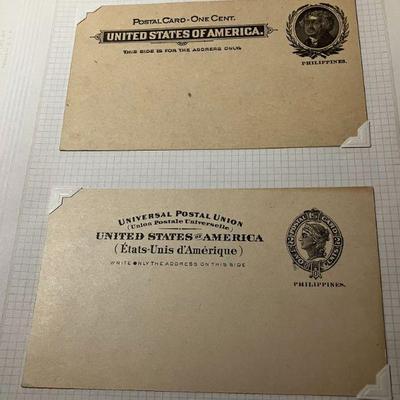 POSTAL CARD - ONE CENT.
UNITED STATES OF AMERICA.
THIS SIDE IS FOR THE ADDRESS ONLY.
PHILIPPINES.
UNIVERSAL POSTAL UNION
(Union Postale Universelle)
UNITED STATES OF AMERICA
(États-Unis d'Amérique)
WRITE ONLY THE ADDRESS ON THIS SIDE
PHILIPPINES.